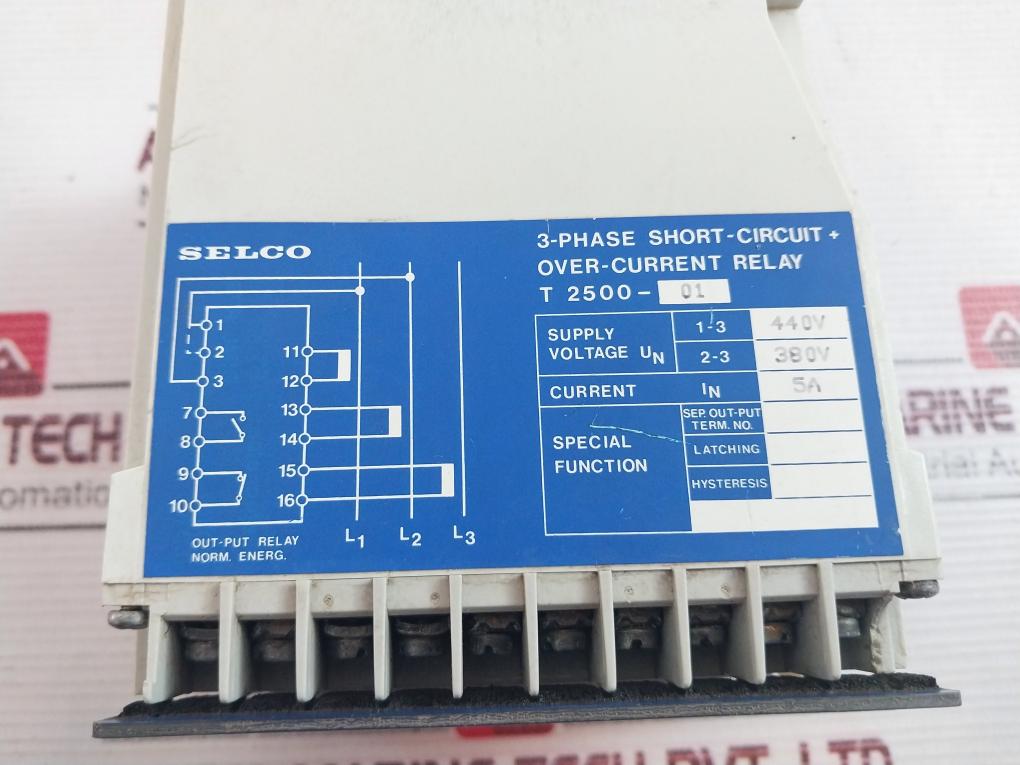 SELCO
3-PHASE SHORT-CIRCUIT +
OVER-CURRENT RELAY
T 2500- 01
SUPPLY VOLTAGE UN
1-3 440V
2-3 380V
CURRENT IN 5A
SPECIAL FUNCTION
SEP. OUT-PUT TERM. NO.
LATCHING
HYSTERESIS
1
2
3
7
8
9
10
11
12
13
14
15
16
L1 L2 L3
OUT-PUT RELAY
NORM. ENERG.
TECH
ARINE